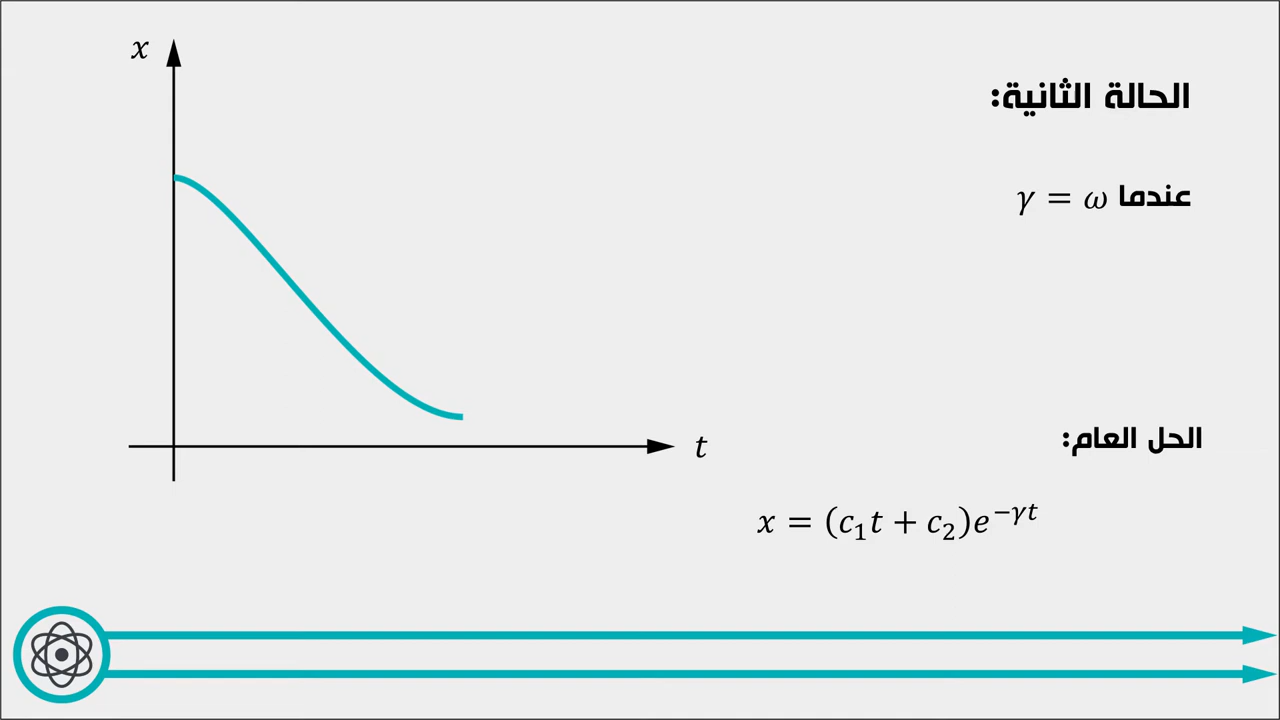 x
الحالة الثانية:
عندما γ = ω
t
الحل العام:
x = (c₁t + c₂)e^{−γt}